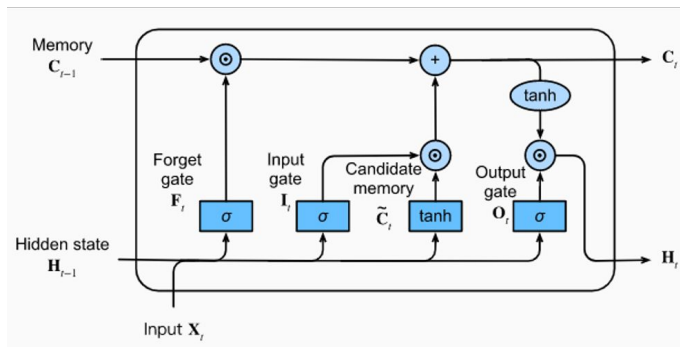 Memory
C_{t-1}
C_t
tanh
Forget
gate
F_t
Input
gate
I_t
Candidate
memory
C̃_t
Output
gate
O_t
σ
σ
tanh
σ
Hidden state
H_{t-1}
H_t
Input X_t